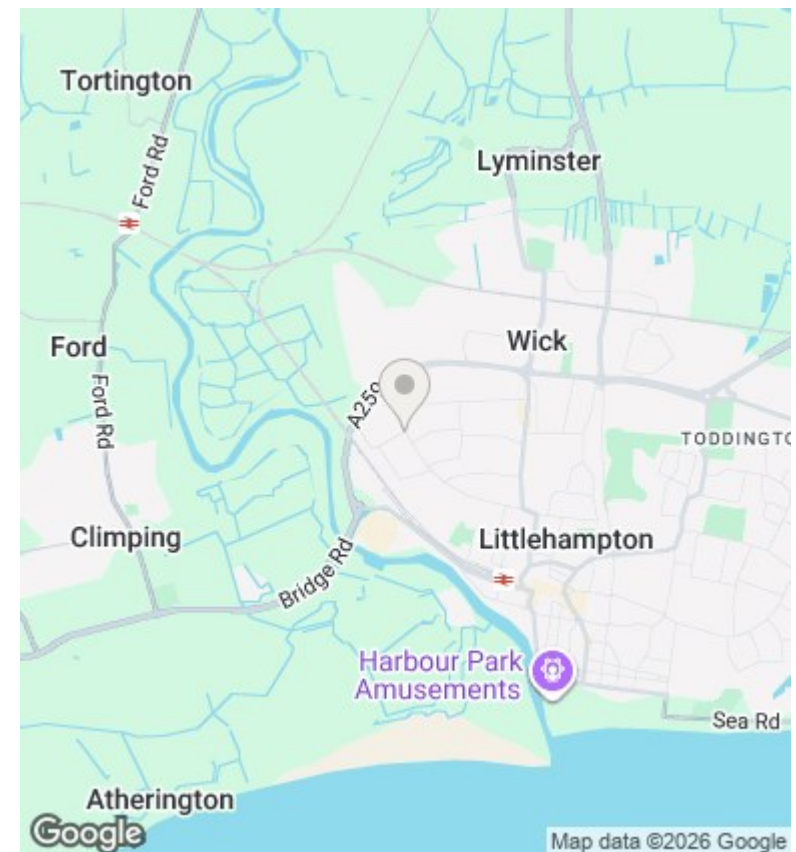 Tortington
Ford Rd
Lyminster
Ford
Wick
Ford Rd
A259
TODDINGTO
Climping
Littlehampton
Bridge Rd
Harbour Park
Amusements
Sea Rd
Atherington
Google
Map data ©2026 Google